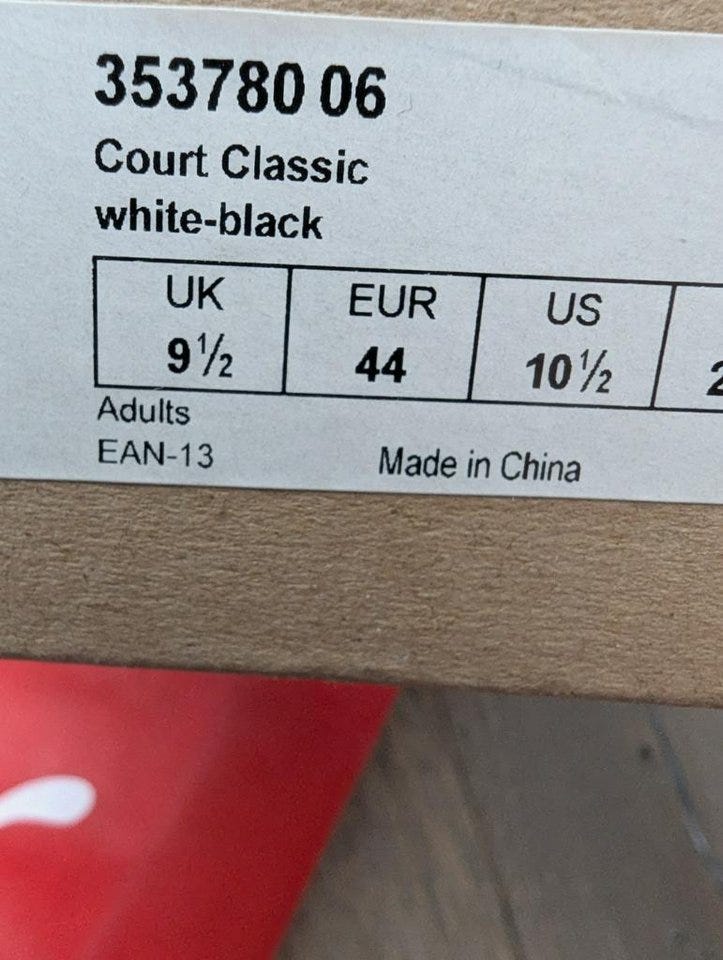 353780 06
Court Classic
white-black
UK EUR US
9½ 44 10½ 2
Adults
EAN-13 Made in China